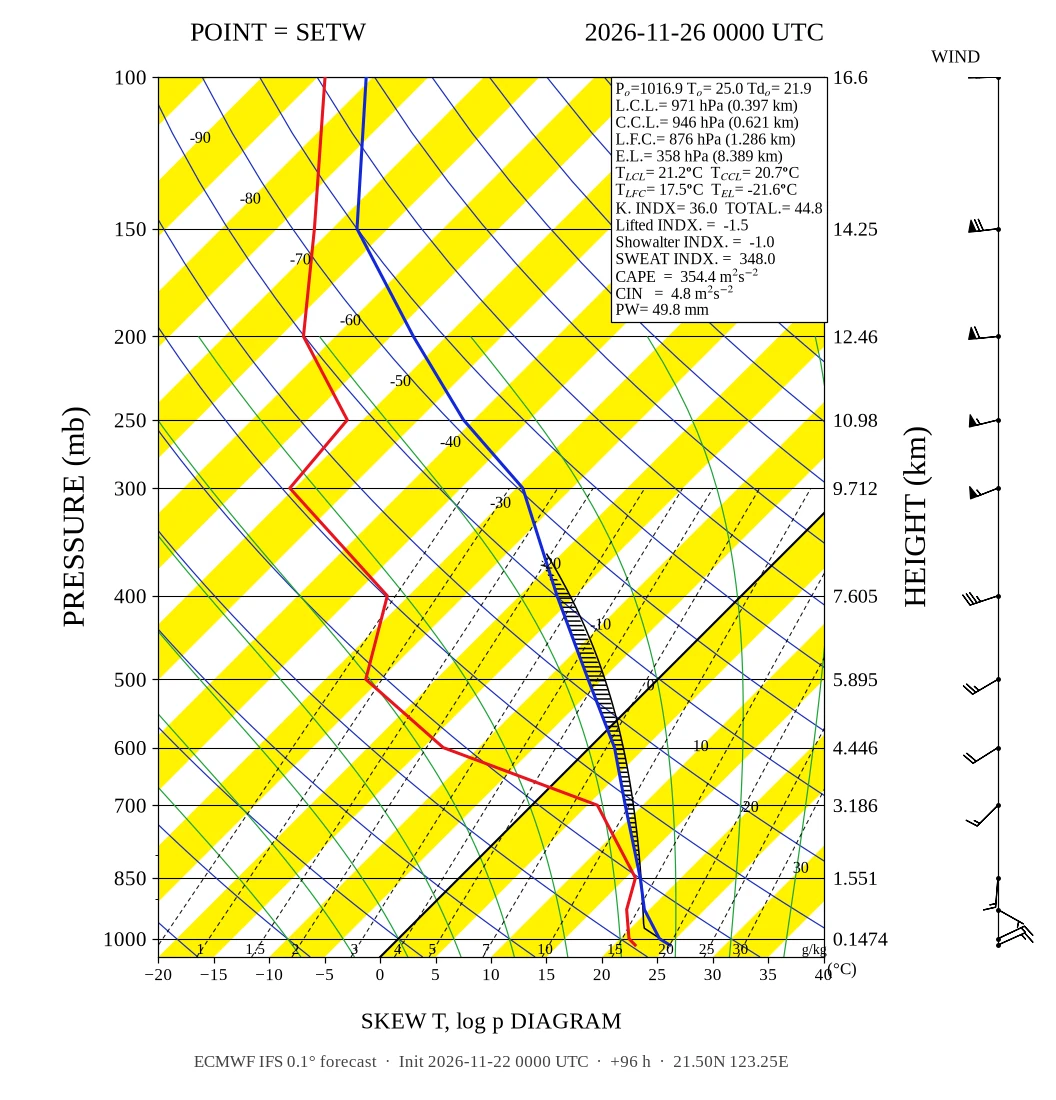 POINT = SETW 2026-11-26 0000 UTC
WIND
100 16.6
Po=1016.9 To= 25.0 Tdo= 21.9
L.C.L.= 971 hPa (0.397 km)
C.C.L.= 946 hPa (0.621 km)
L.F.C.= 876 hPa (1.286 km)
E.L.= 358 hPa (8.389 km)
TLCL= 21.2°C TCCL= 20.7°C
TLFC= 17.5°C TEL= -21.6°C
K. INDX= 36.0 TOTAL.= 44.8
Lifted INDX. = -1.5
Showalter INDX. = -1.0
SWEAT INDX. = 348.0
CAPE = 354.4 m²s⁻²
CIN = 4.8 m²s⁻²
PW= 49.8 mm
-90
-80
150 14.25
-70
-60
200 12.46
-50
250 10.98
-40
300 9.712
-30
-20
400 7.605
-10
500 5.895
0
600 4.446
10
700 3.186
20
30
850 1.551
1000 0.1474
PRESSURE (mb)
HEIGHT (km)
1 1.5 2 3 4 5 7 10 15 20 25 30 g/kg
−20 −15 −10 −5 0 5 10 15 20 25 30 35 40 (°C)
SKEW T, log p DIAGRAM
ECMWF IFS 0.1° forecast · Init 2026-11-22 0000 UTC · +96 h · 21.50N 123.25E